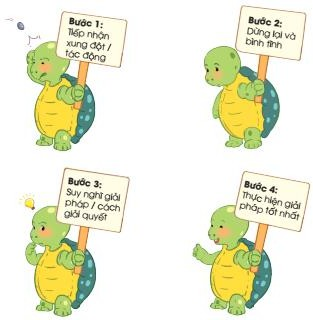 Bước 1:
Tiếp nhận
xung đột /
tác động
Bước 2:
Dừng lại và
bình tĩnh
Bước 3:
Suy nghĩ giải
pháp / cách
giải quyết
Bước 4:
Thực hiện giải
pháp tốt nhất